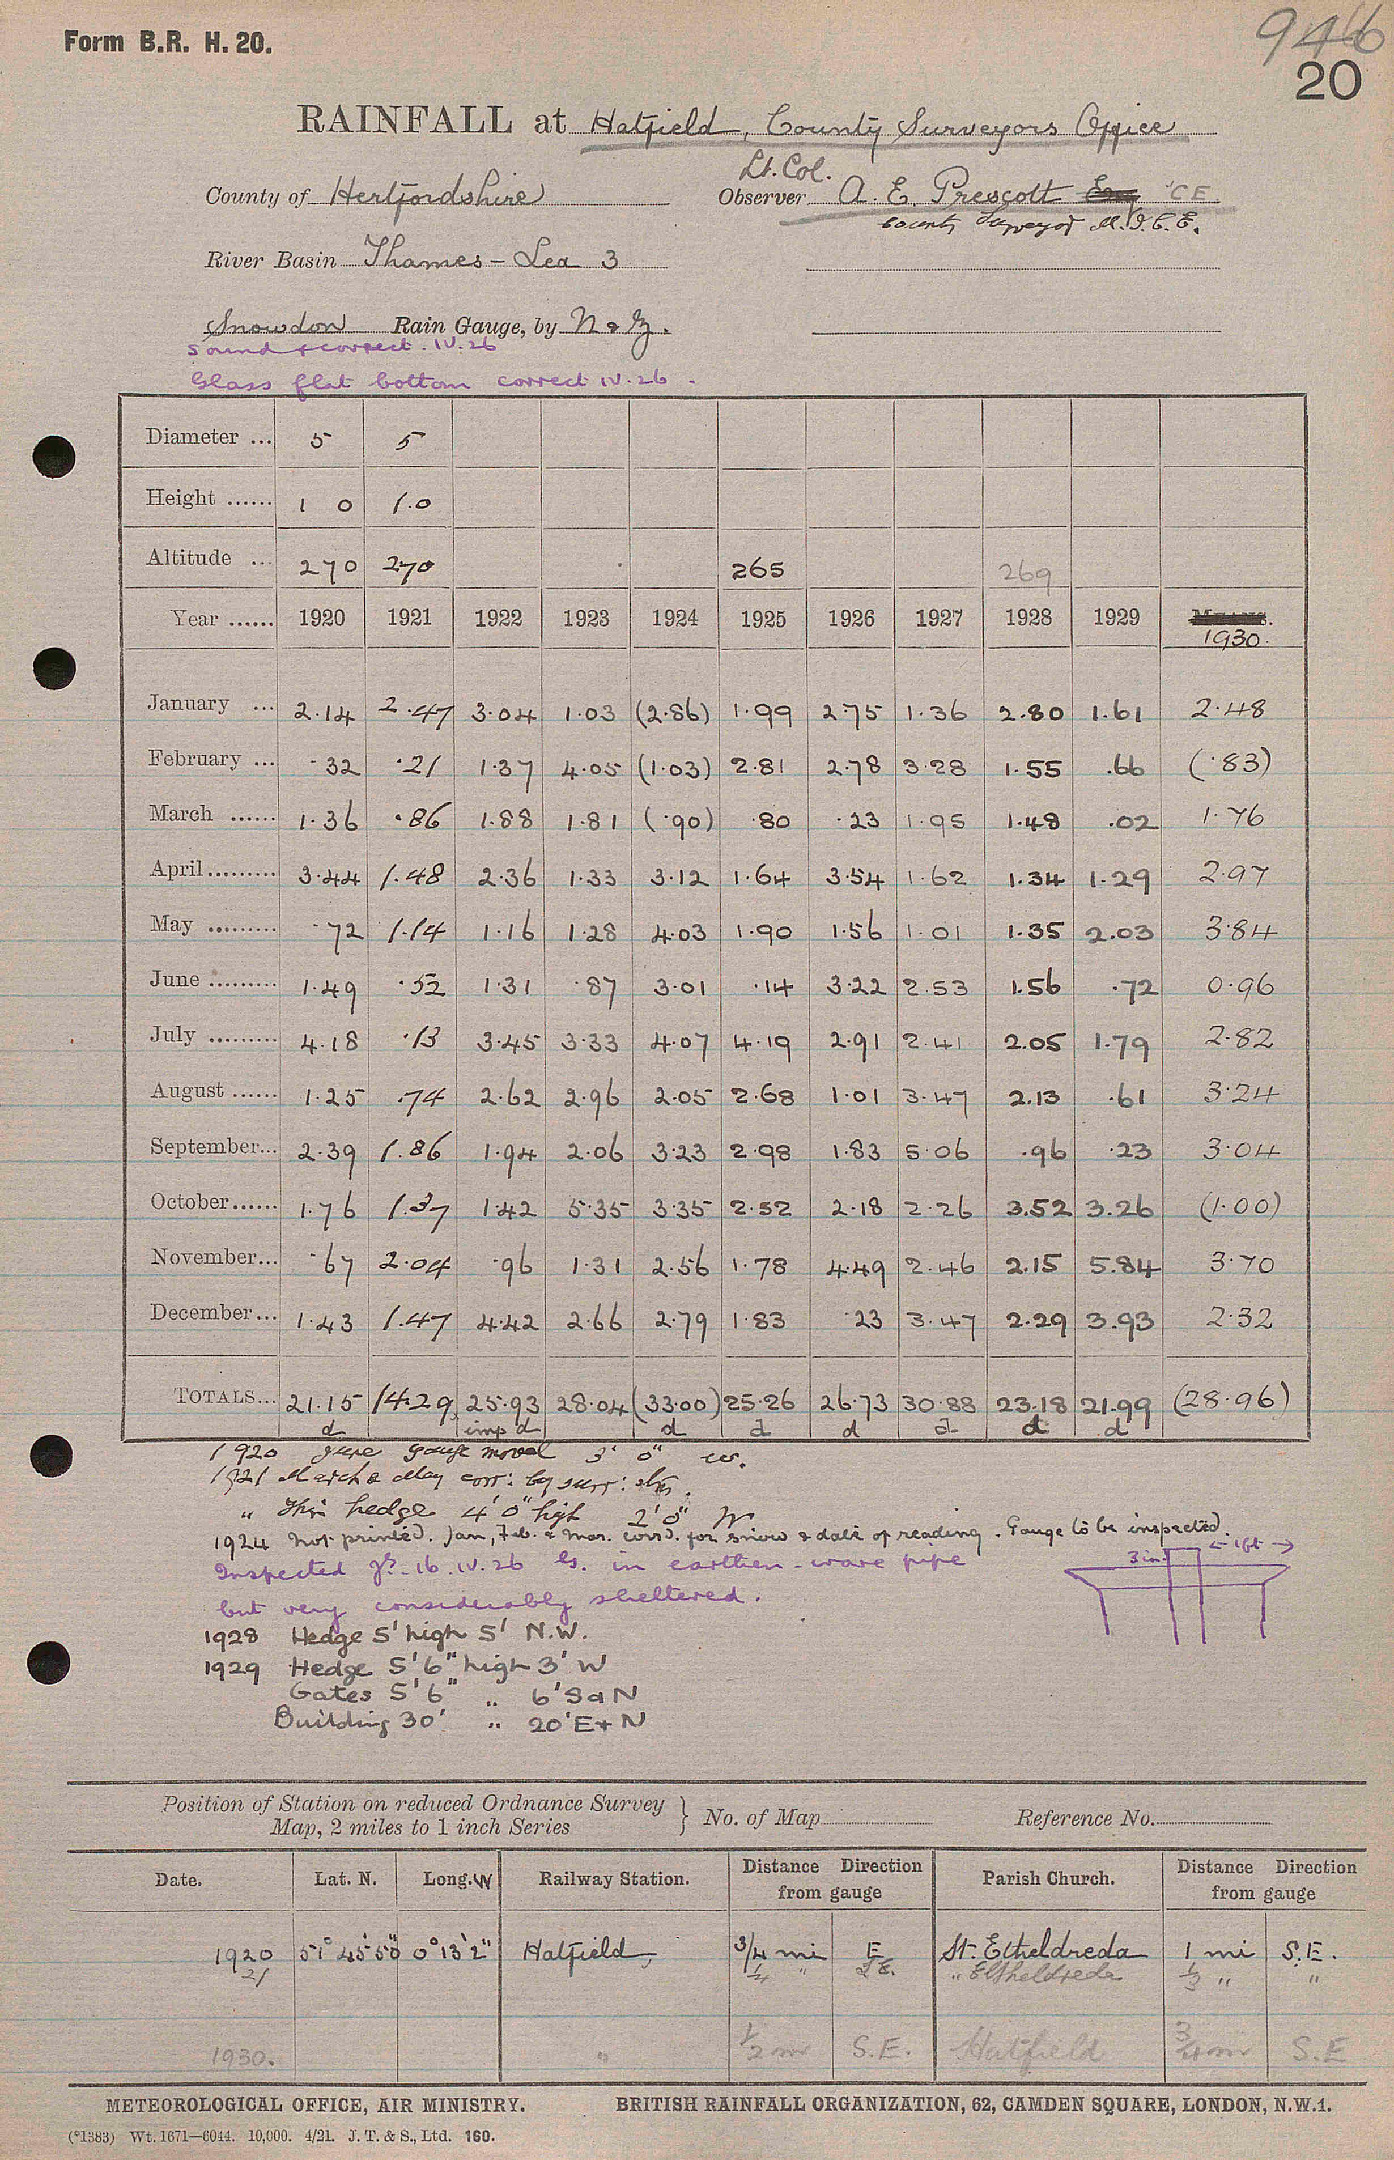 Form B.R. H. 20.
946
20
RAINFALL at Hatfield, County Surveyors Office
Lt. Col.
County of Hertfordshire Observer A. E. Prescott Esq CE
County Surveyor M.I.C.E.
River Basin Thames - Lea 3
Snowdon Rain Gauge, by N & Z.
Sound & correct. IV. 26
Glass flat bottom correct IV. 26.
Diameter ... 5 5
Height ...... 1 0 1.0
Altitude ... 270 270 265 269
Year ...... 1920 1921 1922 1923 1924 1925 1926 1927 1928 1929 Means.
1930.
January ... 2.14 2.47 3.04 1.03 (2.86) 1.99 2.75 1.36 2.80 1.61 2.48
February ... .32 .21 1.37 4.05 (1.03) 2.81 2.78 3.28 1.55 .66 (.83)
March ...... 1.36 .86 1.88 1.81 (.90) .80 .23 1.95 1.48 .02 1.76
April ......... 3.44 1.48 2.36 1.33 3.12 1.64 3.54 1.62 1.34 1.29 2.97
May ......... .72 1.14 1.16 1.28 4.03 1.90 1.56 1.01 1.35 2.03 3.84
June ......... 1.49 .52 1.31 .87 3.01 .14 3.22 2.53 1.56 .72 0.96
July ......... 4.18 .13 3.45 3.33 4.07 4.19 2.91 2.41 2.05 1.79 2.82
August ...... 1.25 .74 2.62 2.96 2.05 2.68 1.01 3.47 2.13 .61 3.24
September... 2.39 1.86 1.94 2.06 3.23 2.98 1.83 5.06 .96 .23 3.04
October...... 1.76 1.37 1.42 5.35 3.35 2.52 2.18 2.26 3.52 3.26 (1.00)
November... .67 2.04 .96 1.31 2.56 1.78 4.49 2.46 2.15 5.84 3.70
December... 1.43 1.47 4.42 2.66 2.79 1.83 .23 3.47 2.29 3.93 2.32
TOTALS... 21.15 14.29 25.93 28.04 (33.00) 25.26 26.73 30.88 23.18 21.99 (28.96)
d imp d d d d d d d
1920 June Gauge moved 3' 0" W.
1921 March & May corr: by surr: stns.
" Thin hedge 4' 0" high 2' 0" W
1924 Not printed. Jan, Feb. & Mar. corrd. for snow & date of reading. Gauge to be inspected.
Inspected 16.IV.26 G. in earthen-ware pipe
but very considerably sheltered.
3 in. ← 1ft →
1928 Hedge 5' high 5' N.W.
1929 Hedge 5'6" high 3' W
Gates 5'6" " 6' S a N
Building 30' " 20' E + N
Position of Station on reduced Ordnance Survey
Map, 2 miles to 1 inch Series } No. of Map Reference No.
Date. Lat. N. Long. W Railway Station. Distance Direction from gauge Parish Church. Distance Direction from gauge
1920 51° 45' 50" 0° 13' 2" Hatfield 3/4 mi E St. Etheldreda 1 mi S.E.
21 1/4 " S.E. " Etheldreda 1/3 " "
1930. " 1/2 m S.E. Hatfield 3/4 m S.E
METEOROLOGICAL OFFICE, AIR MINISTRY. BRITISH RAINFALL ORGANIZATION, 62, CAMDEN SQUARE, LONDON, N.W.1.
(*1383) Wt. 1671—6044. 10,000. 4/21. J. T. & S., Ltd. 160.